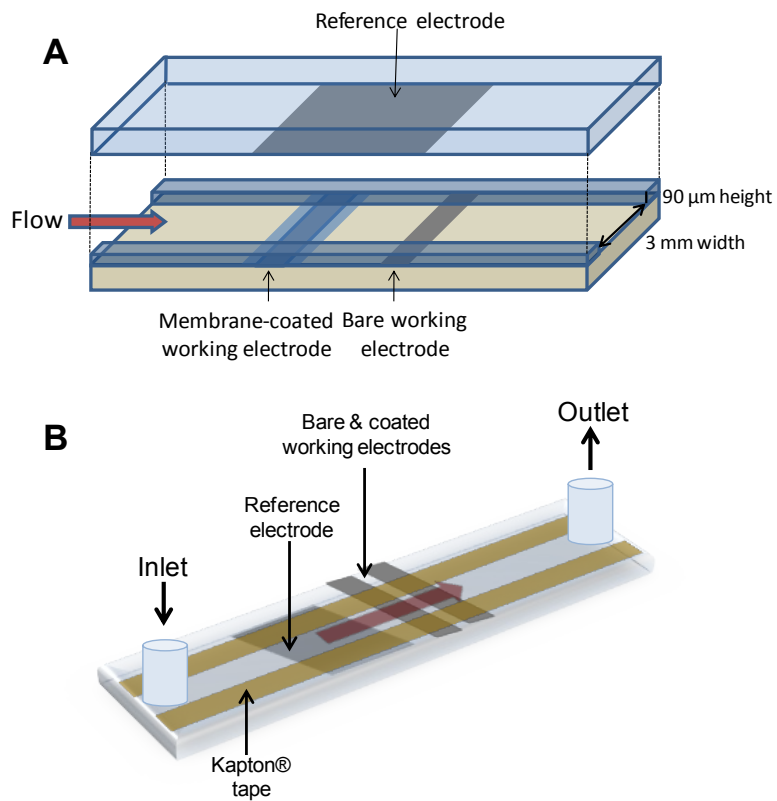 Reference electrode
A
Flow
90 µm height
3 mm width
Membrane-coated
working electrode
Bare working
electrode
B
Bare & coated
working electrodes
Outlet
Reference
electrode
Inlet
Kapton®
tape